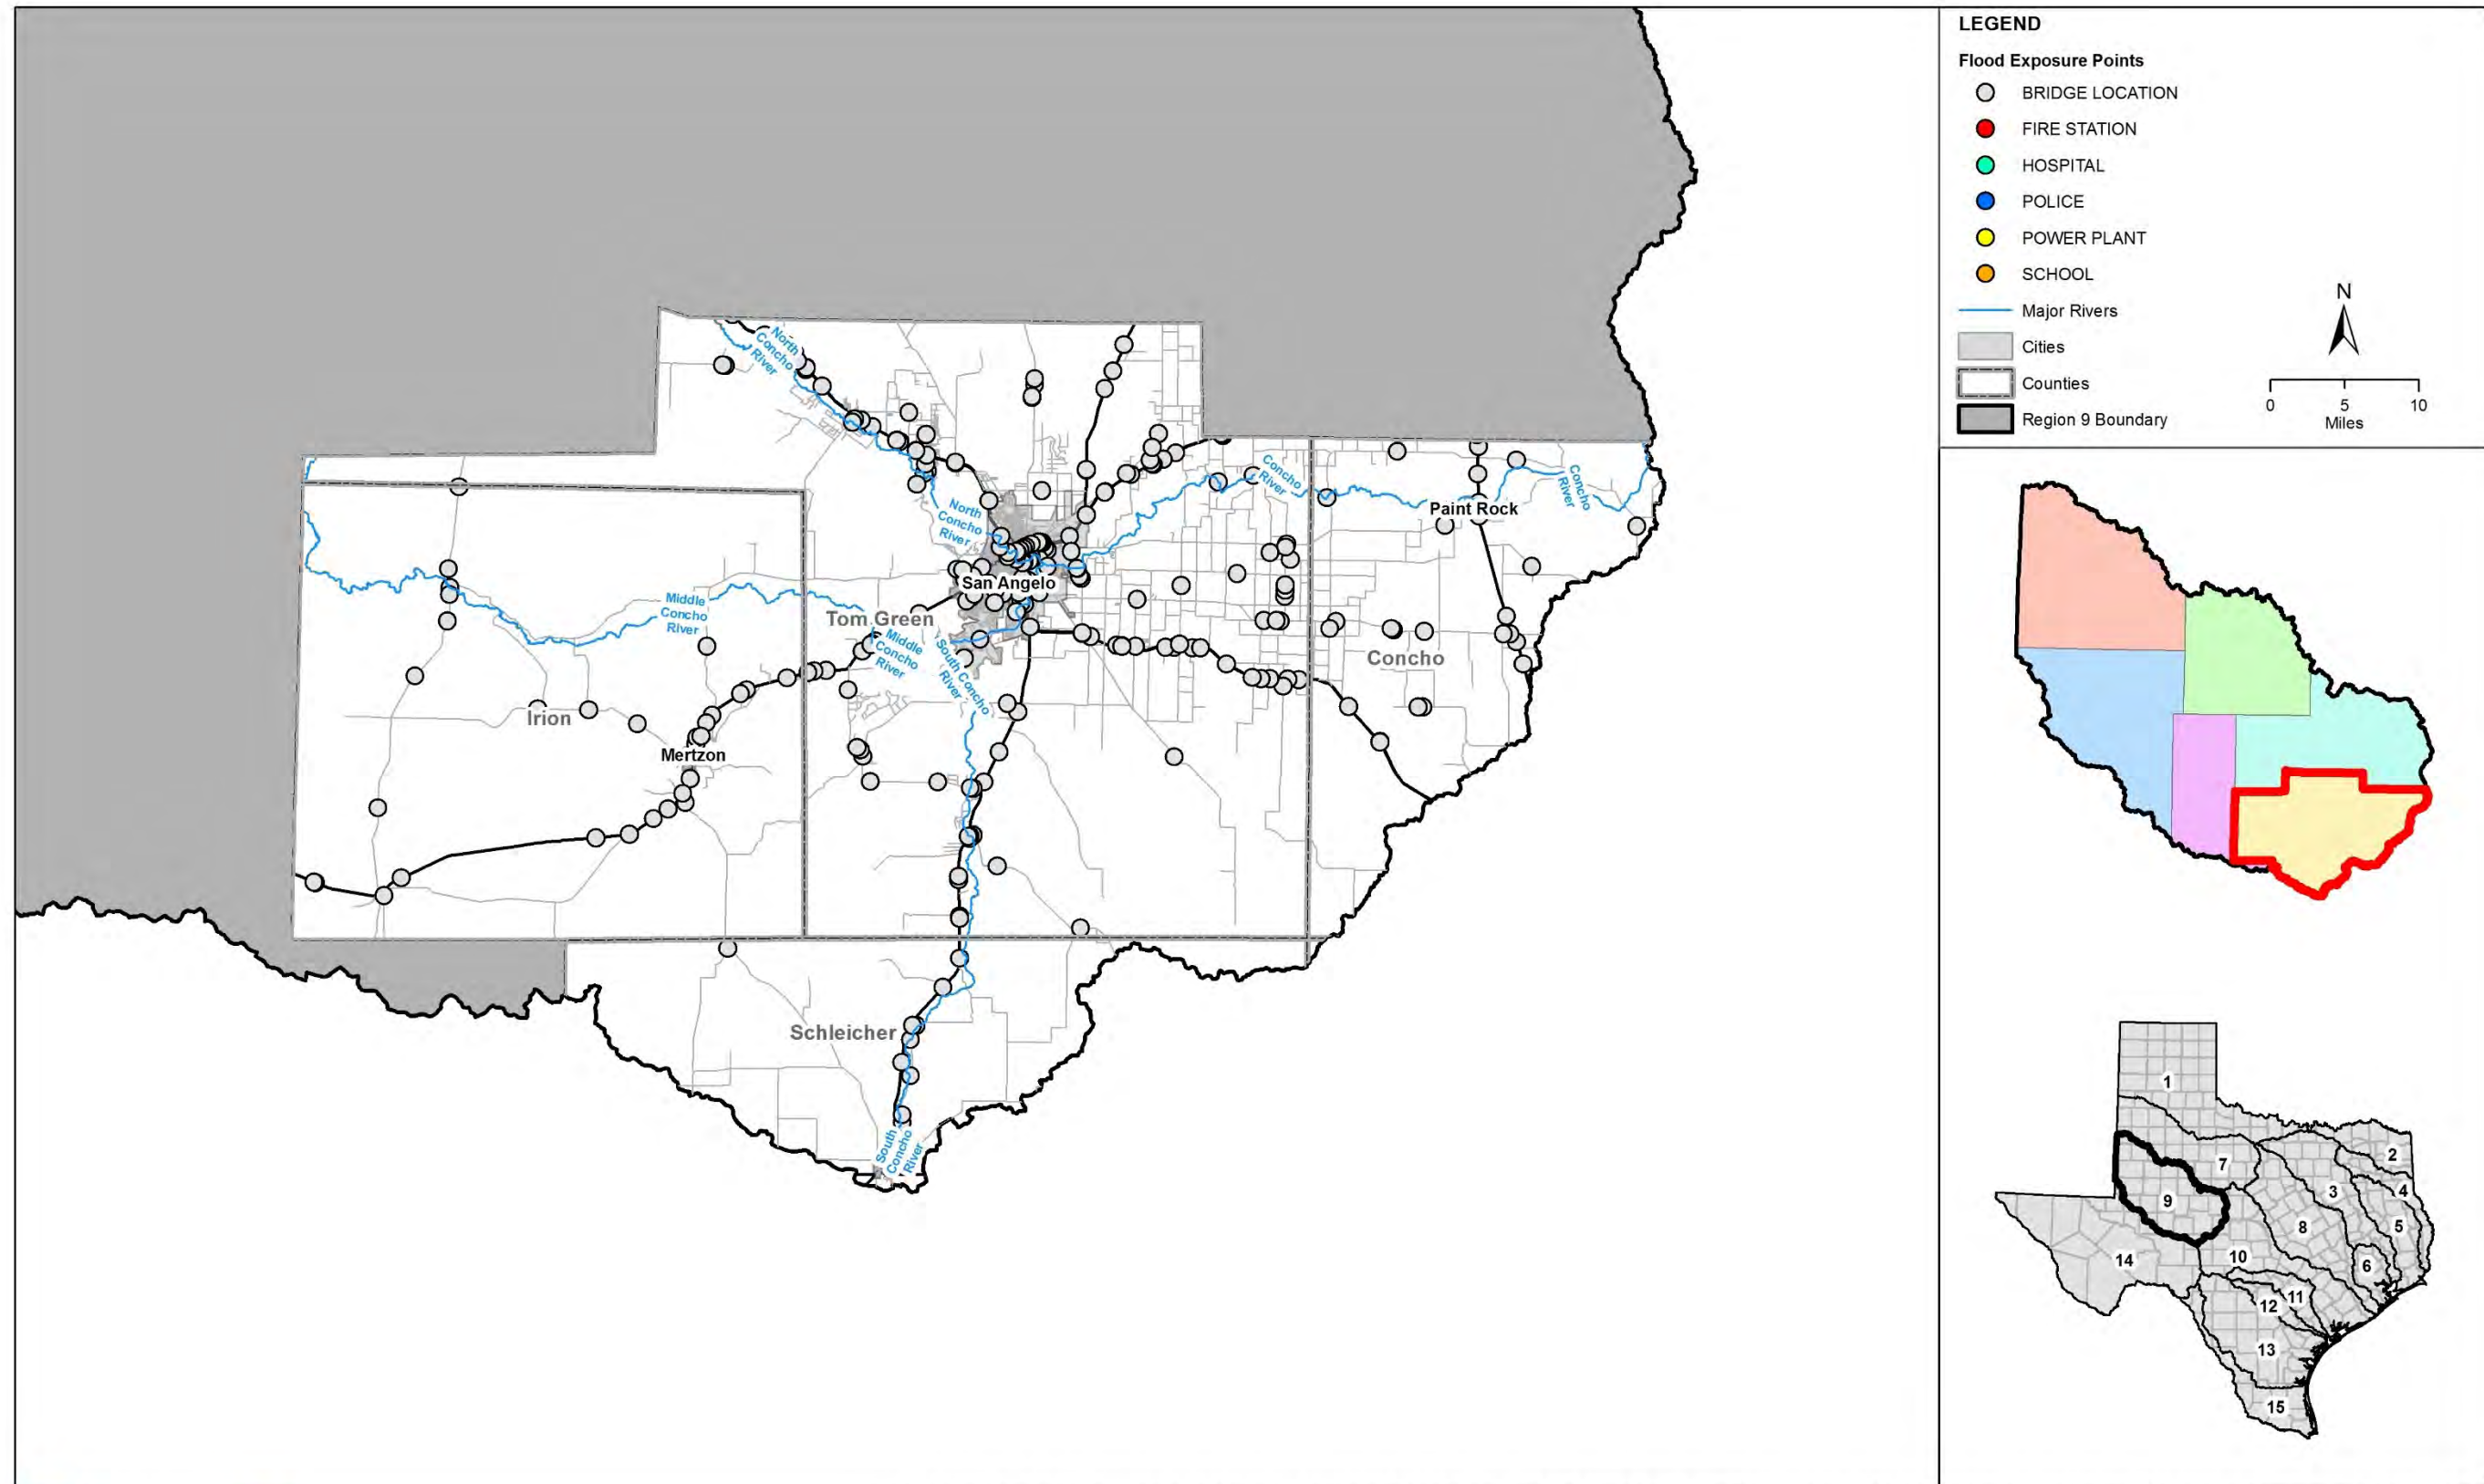 North
Concho
River
North
Concho
River
Concho
River
Concho
River
Paint Rock
San Angelo
Middle
Concho
River
Tom Green
Middle
Concho
River
South Concho
River
Concho
Irion
Mertzon
Schleicher
South
Concho
River
LEGEND
Flood Exposure Points
BRIDGE LOCATION
FIRE STATION
HOSPITAL
POLICE
POWER PLANT
SCHOOL
Major Rivers
Cities
Counties
Region 9 Boundary
N
0 5 10
Miles
1
2
7
3
4
9
8
5
14
10
6
11
12
13
15